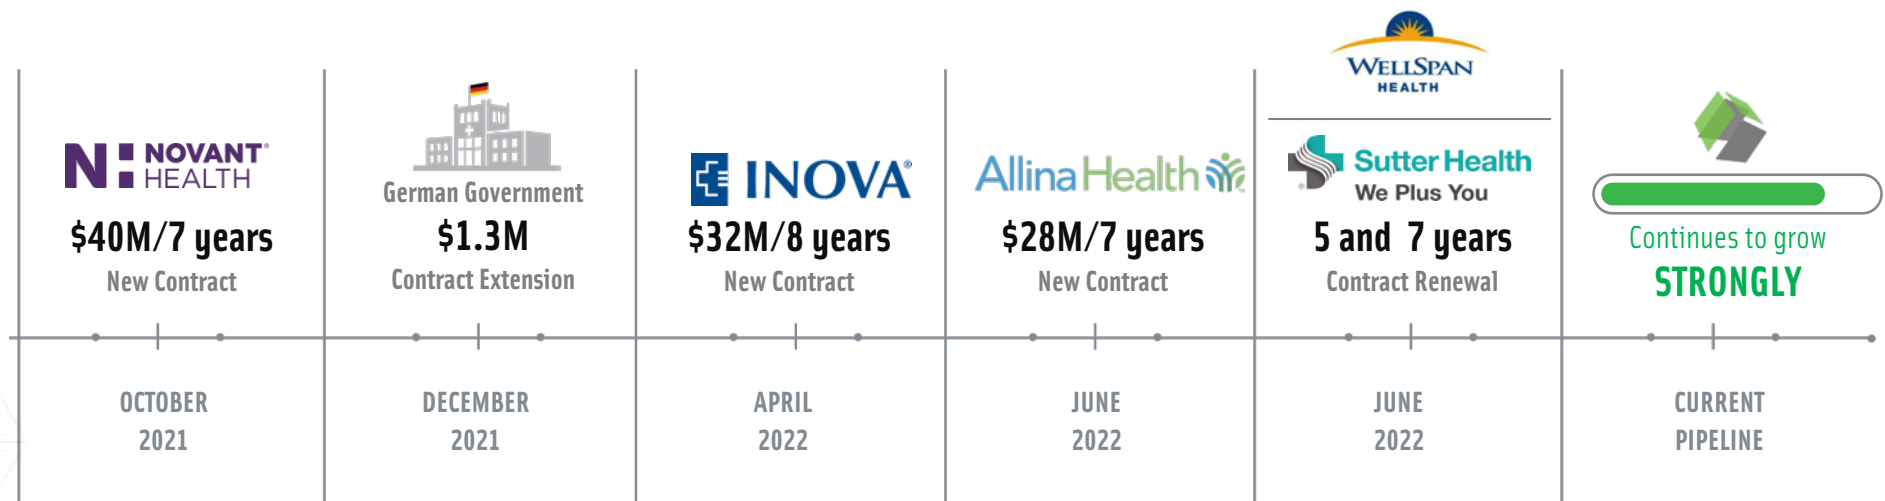 NOVANT®
HEALTH
$40M/7 years
New Contract
OCTOBER
2021
German Government
$1.3M
Contract Extension
DECEMBER
2021
INOVA®
$32M/8 years
New Contract
APRIL
2022
Allina Health
$28M/7 years
New Contract
JUNE
2022
WELLSPAN
HEALTH
Sutter Health
We Plus You
5 and 7 years
Contract Renewal
JUNE
2022
Continues to grow
STRONGLY
CURRENT
PIPELINE